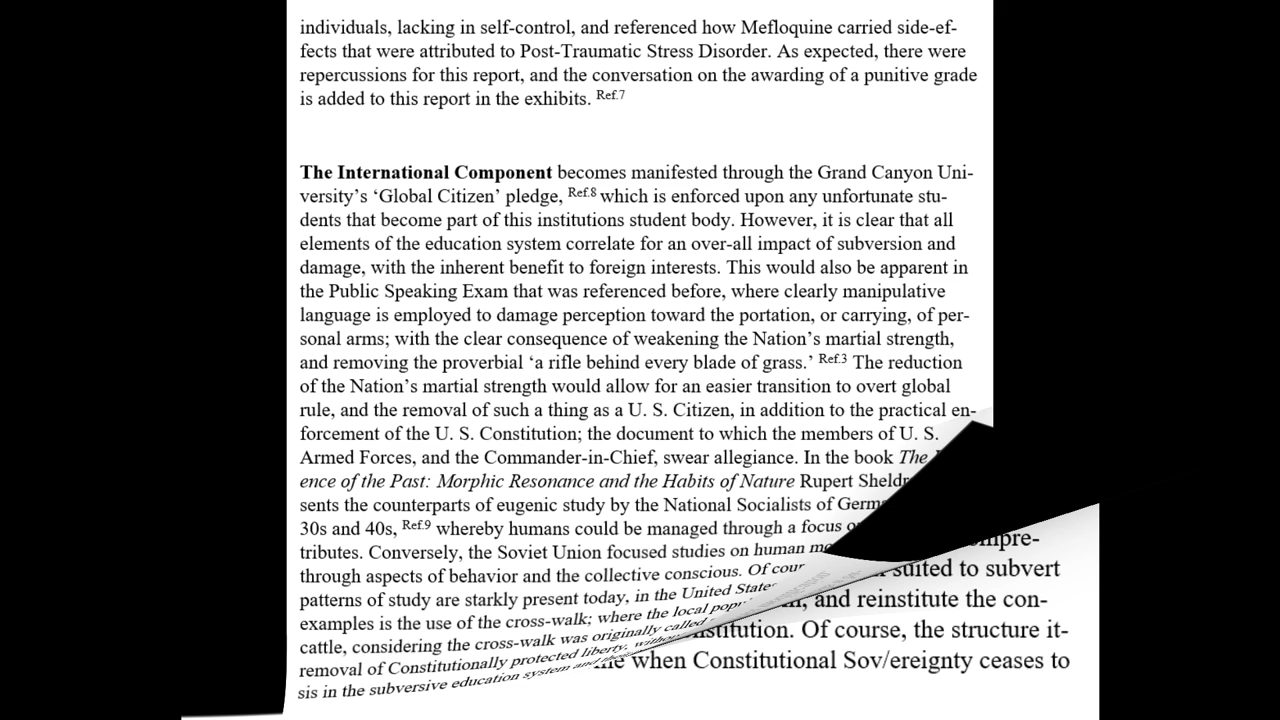 individuals, lacking in self-control, and referenced how Mefloquine carried side-ef-
fects that were attributed to Post-Traumatic Stress Disorder. As expected, there were
repercussions for this report, and the conversation on the awarding of a punitive grade
is added to this report in the exhibits. Ref.7
The International Component becomes manifested through the Grand Canyon Uni-
versity's ‘Global Citizen’ pledge, Ref.8 which is enforced upon any unfortunate stu-
dents that become part of this institutions student body. However, it is clear that all
elements of the education system correlate for an over-all impact of subversion and
damage, with the inherent benefit to foreign interests. This would also be apparent in
the Public Speaking Exam that was referenced before, where clearly manipulative
language is employed to damage perception toward the portation, or carrying, of per-
sonal arms; with the clear consequence of weakening the Nation’s martial strength,
and removing the proverbial ‘a rifle behind every blade of grass.’ Ref.3 The reduction
of the Nation’s martial strength would allow for an easier transition to overt global
rule, and the removal of such a thing as a U. S. Citizen, in addition to the practical en-
forcement of the U. S. Constitution; the document to which the members of U. S.
Armed Forces, and the Commander-in-Chief, swear allegiance. In the book The
ence of the Past: Morphic Resonance and the Habits of Nature Rupert
sents the counterparts of eugenic study by the National Socialists of
30s and 40s, Ref.9 whereby humans could be managed through a focus
tributes. Conversely, the Soviet Union focused studies on human
through aspects of behavior and the collective conscious. Of
patterns of study are starkly present today, in the United
examples is the use of the cross-walk; where the local
cattle, considering the cross-walk was originally called
removal of Constitutionally protected liberty,
sis in the subversive education system and
suited to subvert
and reinstitute the con-
Of course, the structure it-
when Constitutional Sov/ereignty ceases to